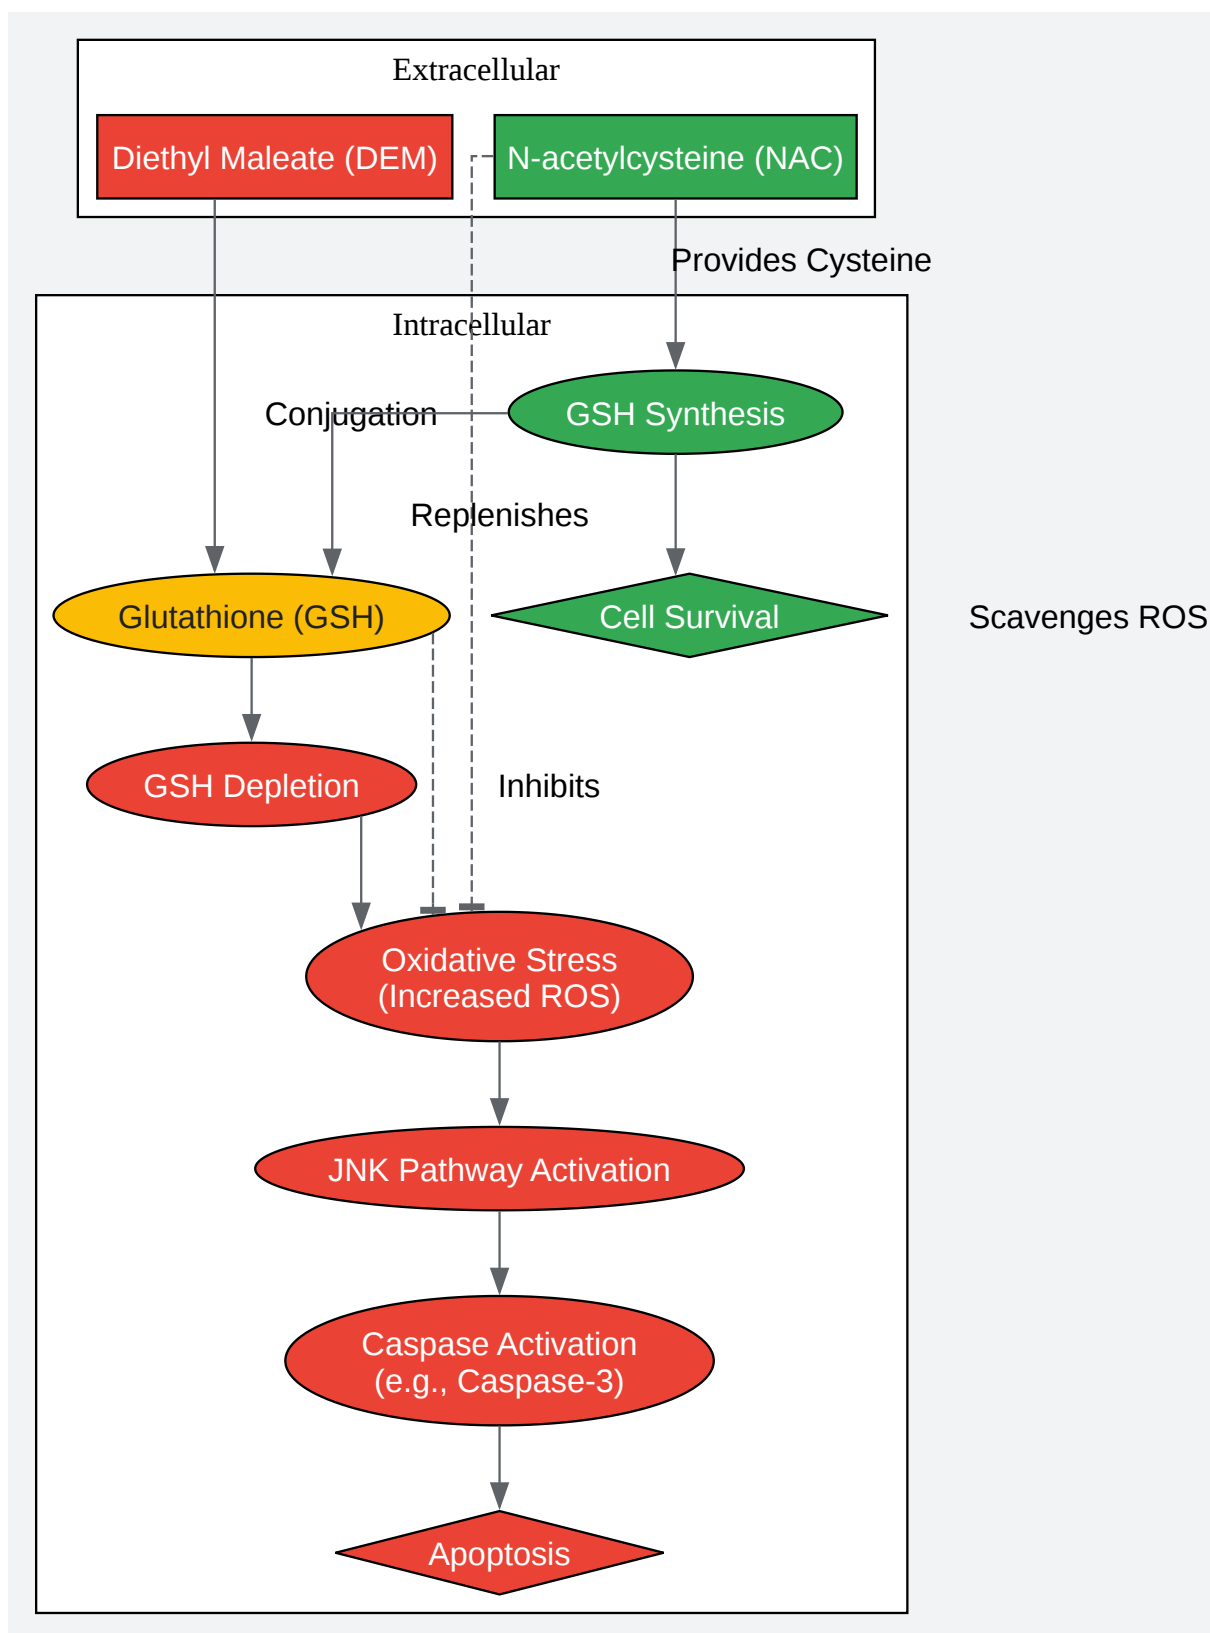 Extracellular
Diethyl Maleate (DEM)
N-acetylcysteine (NAC)
Provides Cysteine
Intracellular
Conjugation
GSH Synthesis
Replenishes
Glutathione (GSH)
Cell Survival
Scavenges ROS
GSH Depletion
Inhibits
Oxidative Stress
(Increased ROS)
JNK Pathway Activation
Caspase Activation
(e.g., Caspase-3)
Apoptosis